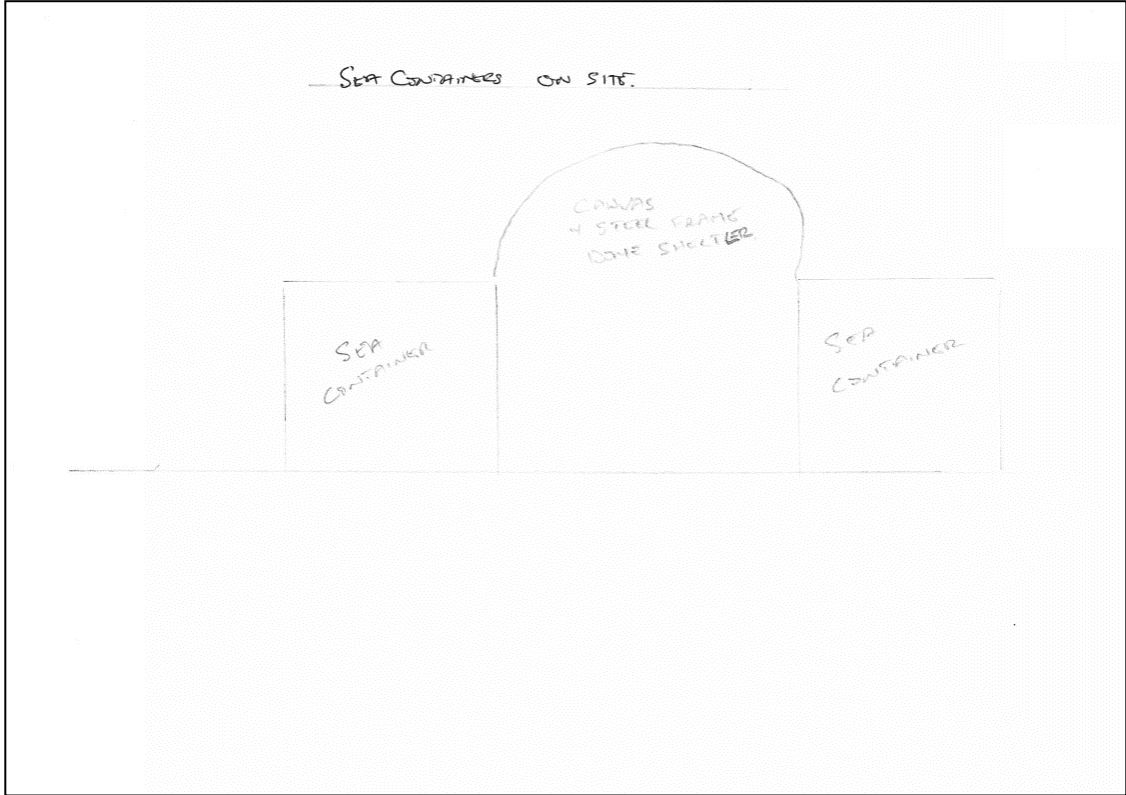 SEA CONTAINERS ON SITE.
CANVAS
+ STEEL FRAME
DOME SHELTER
SEA
CONTAINER
SEA
CONTAINER